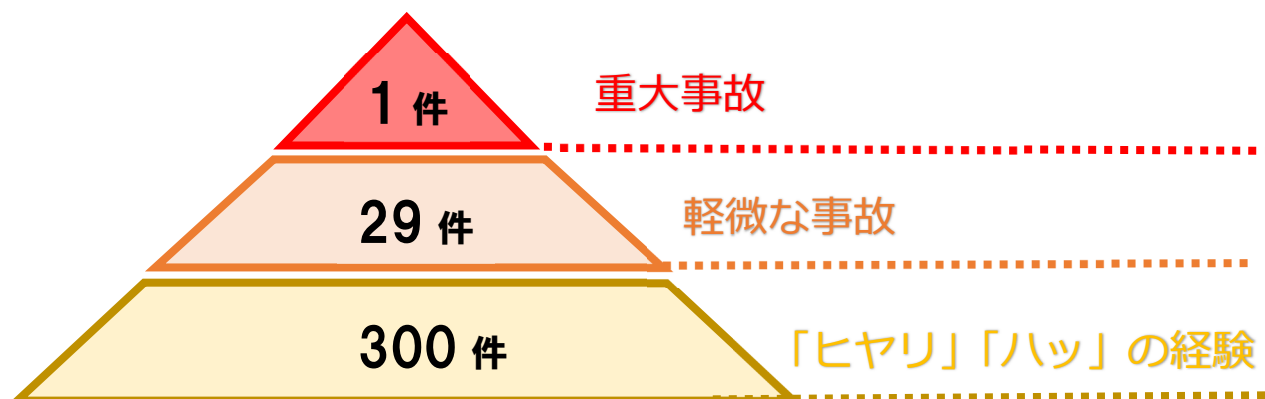 1 件
重大事故
29 件
軽微な事故
300 件
「ヒヤリ」「ハッ」の経験